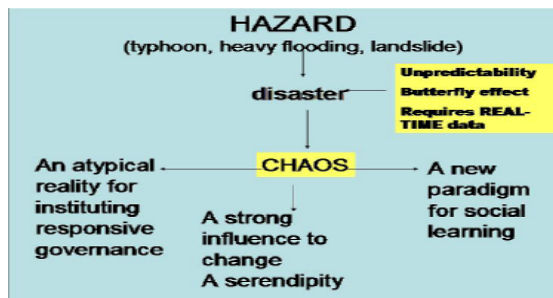 HAZARD
(typhoon, heavy flooding, landslide)
disaster
Unpredictability
Butterfly effect
Requires REAL-
TIME data
CHAOS
An atypical
reality for
instituting
responsive
governance
A strong
influence to
change
A serendipity
A new
paradigm
for social
learning